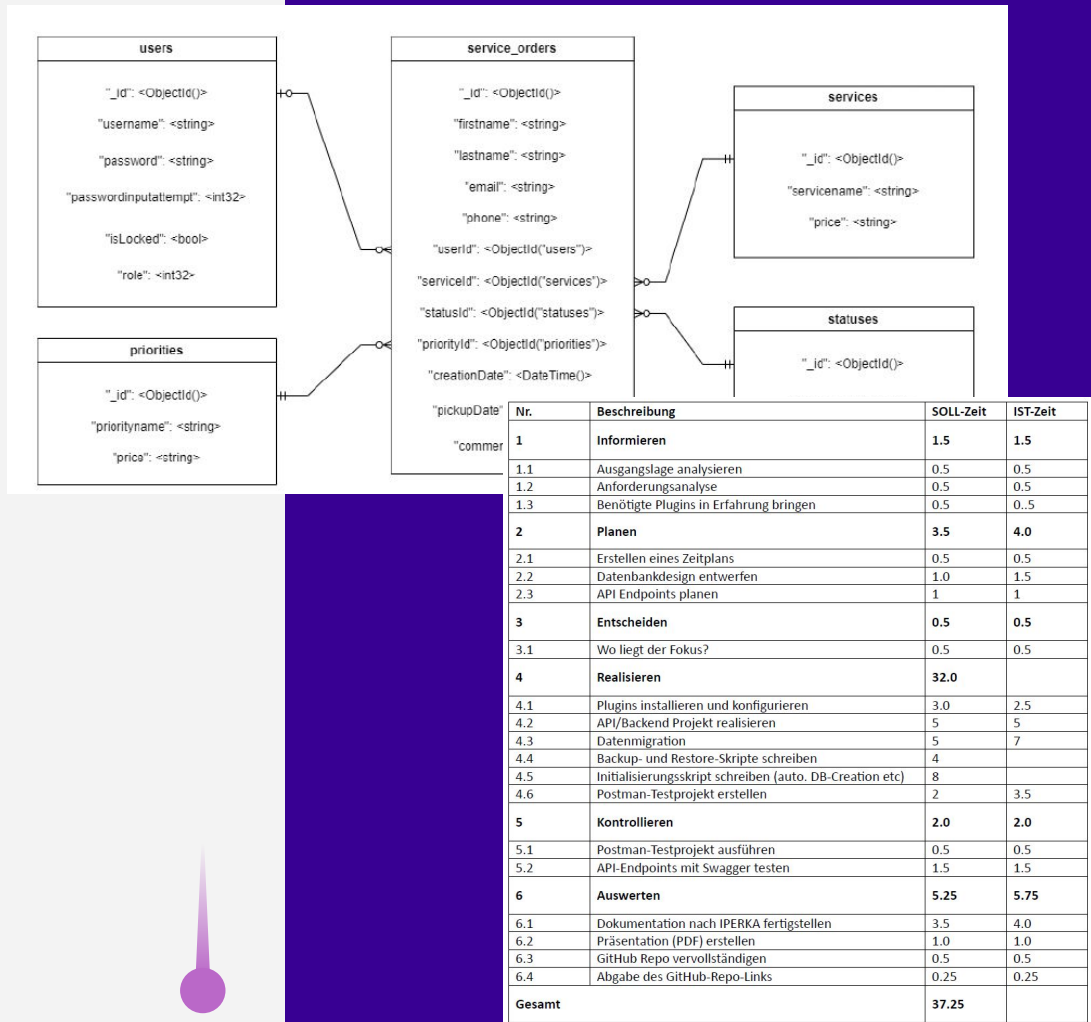 users
"_id": <ObjectId()>
"username": <string>
"password": <string>
"passwordinputattempt": <int32>
"isLocked": <bool>
"role": <int32>
priorities
"_id": <ObjectId()>
"priorityname": <string>
"price": <string>
service_orders
"_id": <ObjectId()>
"firstname": <string>
"lastname": <string>
"email": <string>
"phone": <string>
"userId": <ObjectId("users")>
"serviceId": <ObjectId("services")>
"statusId": <ObjectId("statuses")>
"priorityId": <ObjectId("priorities")>
"creationDate": <DateTime()>
"pickupDate"
"commer
services
"_id": <ObjectId()>
"servicename": <string>
"price": <string>
statuses
"_id": <ObjectId()>
Nr. Beschreibung SOLL-Zeit IST-Zeit
1 Informieren 1.5 1.5
1.1 Ausgangslage analysieren 0.5 0.5
1.2 Anforderungsanalyse 0.5 0.5
1.3 Benötigte Plugins in Erfahrung bringen 0.5 0..5
2 Planen 3.5 4.0
2.1 Erstellen eines Zeitplans 0.5 0.5
2.2 Datenbankdesign entwerfen 1.0 1.5
2.3 API Endpoints planen 1 1
3 Entscheiden 0.5 0.5
3.1 Wo liegt der Fokus? 0.5 0.5
4 Realisieren 32.0
4.1 Plugins installieren und konfigurieren 3.0 2.5
4.2 API/Backend Projekt realisieren 5 5
4.3 Datenmigration 5 7
4.4 Backup- und Restore-Skripte schreiben 4
4.5 Initialisierungsskript schreiben (auto. DB-Creation etc) 8
4.6 Postman-Testprojekt erstellen 2 3.5
5 Kontrollieren 2.0 2.0
5.1 Postman-Testprojekt ausführen 0.5 0.5
5.2 API-Endpoints mit Swagger testen 1.5 1.5
6 Auswerten 5.25 5.75
6.1 Dokumentation nach IPERKA fertigstellen 3.5 4.0
6.2 Präsentation (PDF) erstellen 1.0 1.0
6.3 GitHub Repo vervollständigen 0.5 0.5
6.4 Abgabe des GitHub-Repo-Links 0.25 0.25
Gesamt 37.25